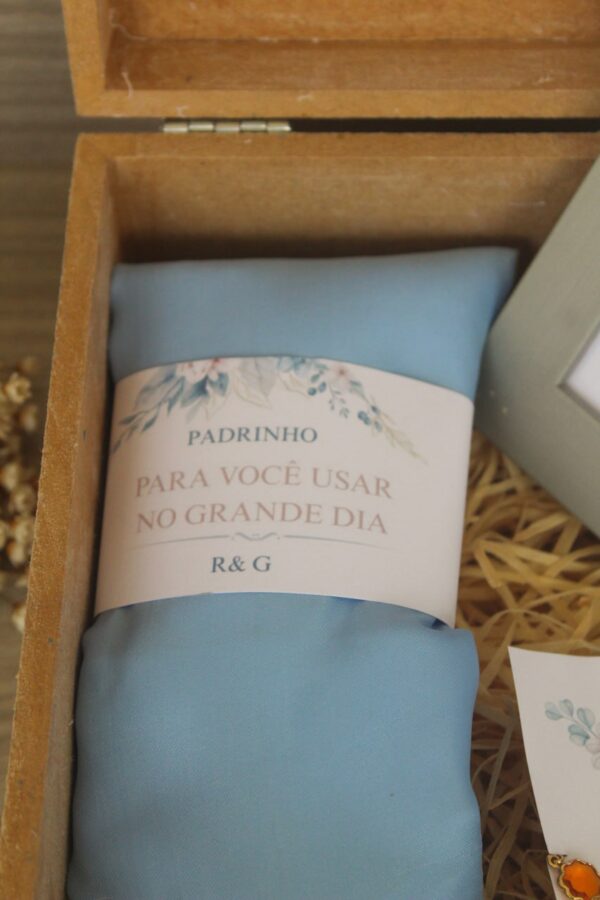 PADRINHO
PARA VOCÊ USAR
NO GRANDE DIA
R& G